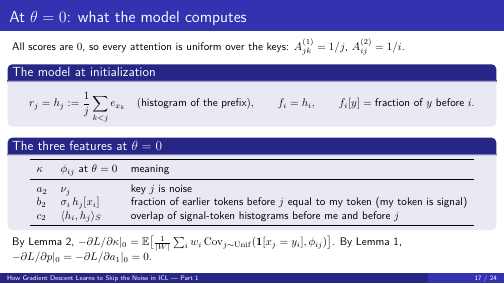 At θ = 0: what the model computes
All scores are 0, so every attention is uniform over the keys: A_{jk}^{(1)} = 1/j, A_{ij}^{(2)} = 1/i.
The model at initialization
r_j = h_j := \frac{1}{j} \sum_{k<j} e_{x_k} (histogram of the prefix), f_i = h_i, f_i[y] = fraction of y before i.
The three features at θ = 0
κ ϕ_{ij} at θ = 0 meaning
a_2 ν_j key j is noise
b_2 σ_i h_j[x_i] fraction of earlier tokens before j equal to my token (my token is signal)
c_2 ⟨h_i, h_j⟩_S overlap of signal-token histograms before me and before j
By Lemma 2, −∂L/∂κ|_0 = 𝔼[\frac{1}{|W|} \sum_i w_i Cov_{j∼Unif}(𝟏[x_j = y_i], ϕ_{ij})]. By Lemma 1,
−∂L/∂p|_0 = −∂L/∂a_1|_0 = 0.
How Gradient Descent Learns to Skip the Noise in ICL — Part 1
17 / 24